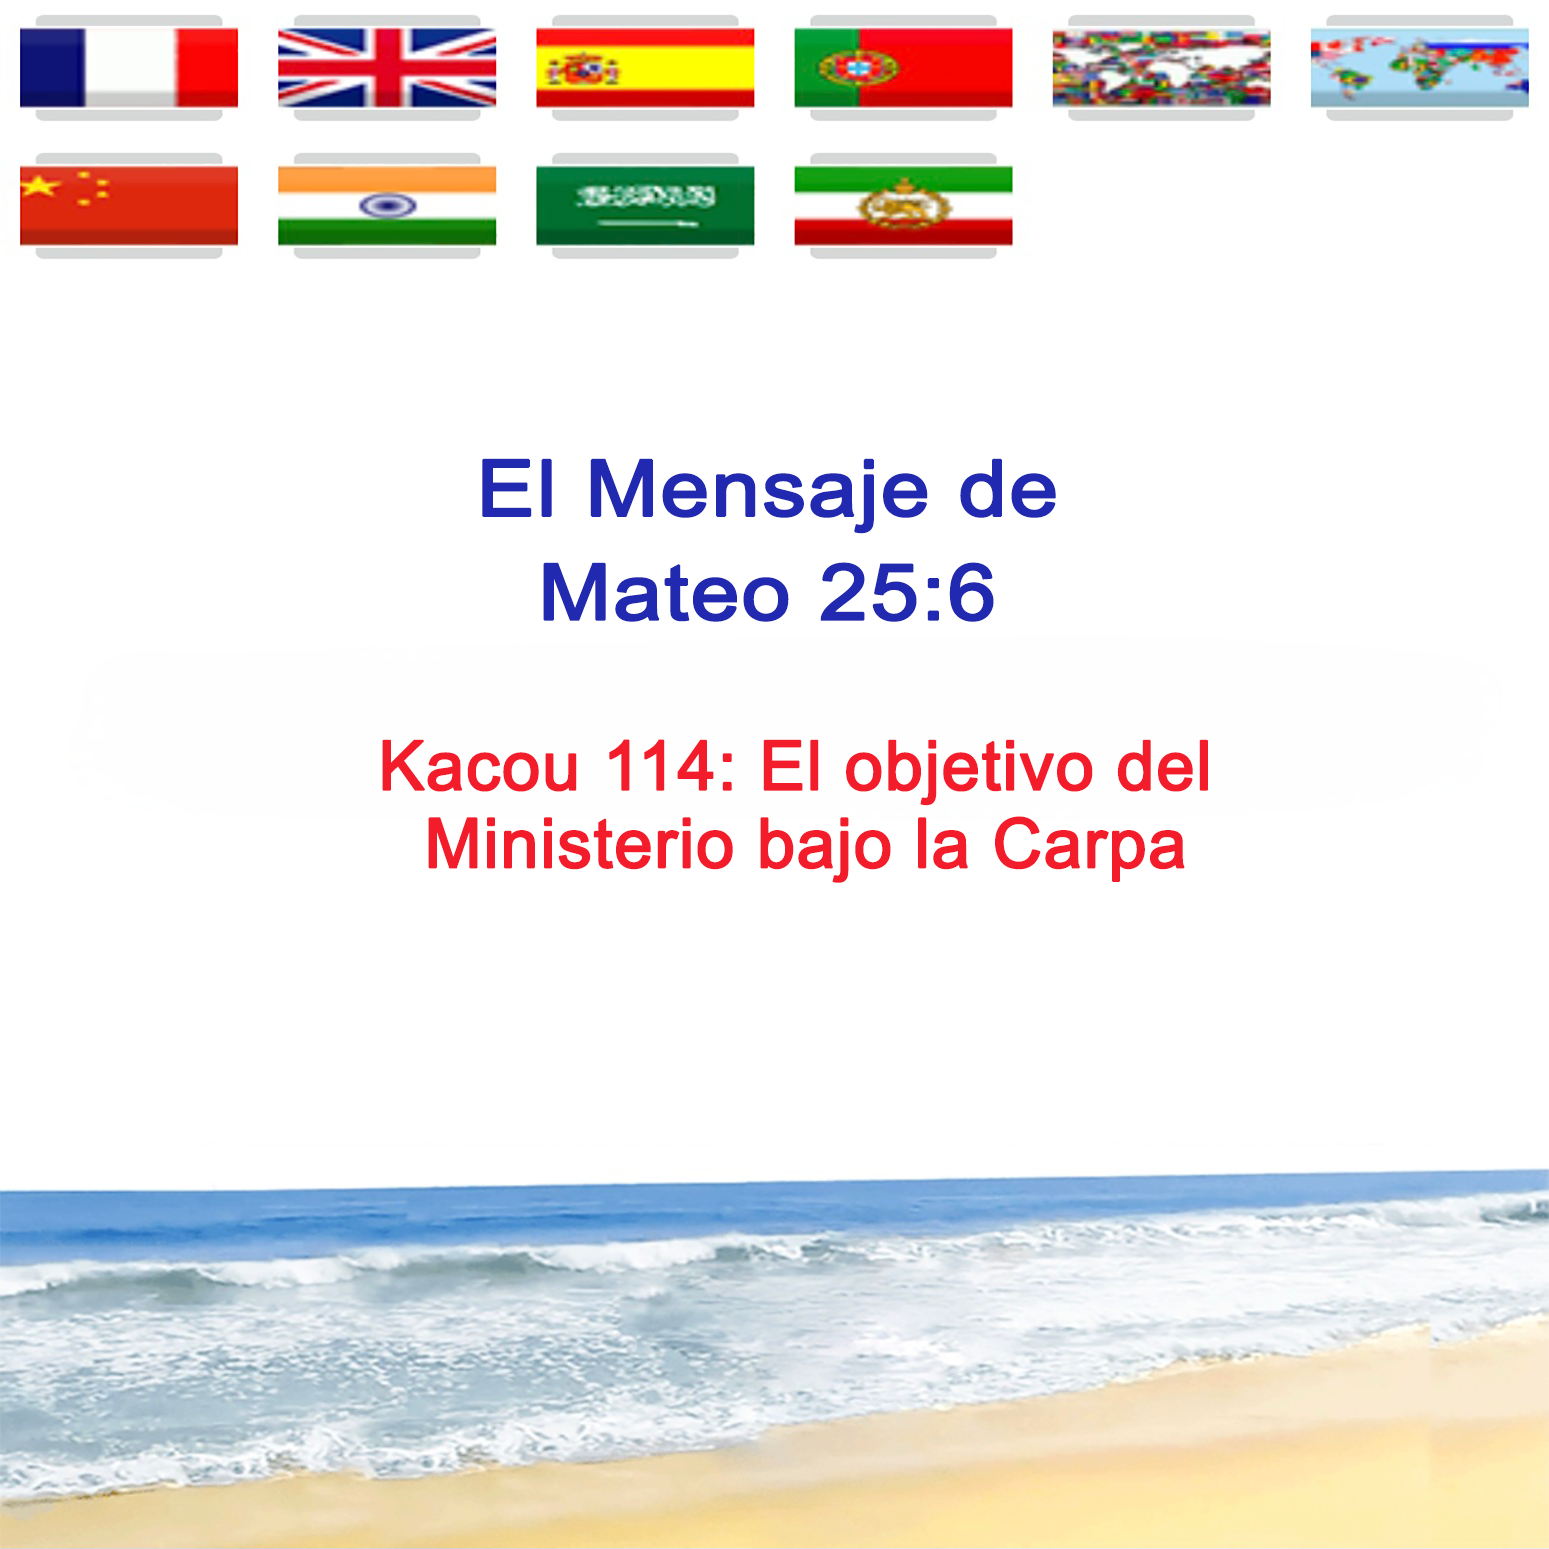 El Mensaje de
Mateo 25:6
Kacou 114: El objetivo del
Ministerio bajo la Carpa